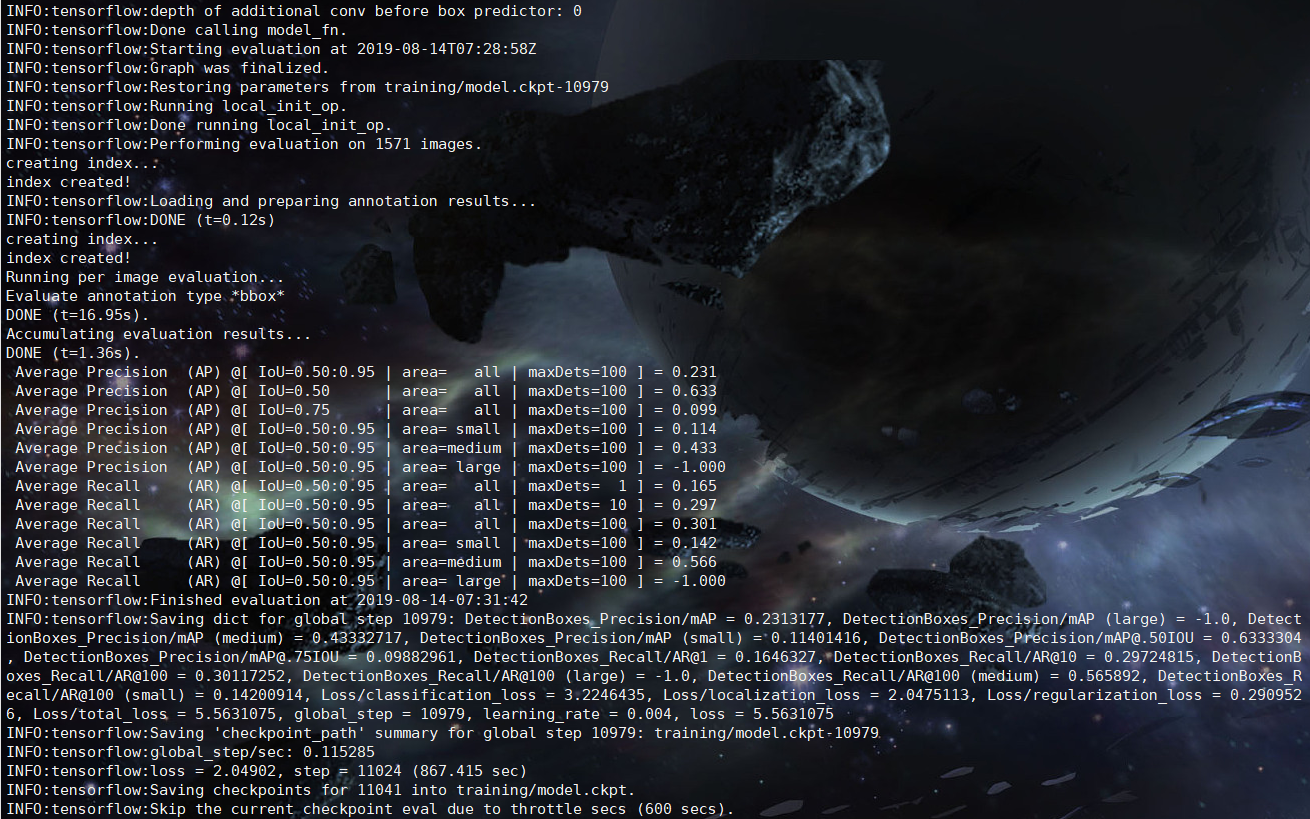 INFO:tensorflow:depth of additional conv before box predictor: 0
INFO:tensorflow:Done calling model_fn.
INFO:tensorflow:Starting evaluation at 2019-08-14T07:28:58Z
INFO:tensorflow:Graph was finalized.
INFO:tensorflow:Restoring parameters from training/model.ckpt-10979
INFO:tensorflow:Running local_init_op.
INFO:tensorflow:Done running local_init_op.
INFO:tensorflow:Performing evaluation on 1571 images.
creating index...
index created!
INFO:tensorflow:Loading and preparing annotation results...
INFO:tensorflow:DONE (t=0.12s)
creating index...
index created!
Running per image evaluation...
Evaluate annotation type *bbox*
DONE (t=16.95s).
Accumulating evaluation results...
DONE (t=1.36s).
 Average Precision  (AP) @[ IoU=0.50:0.95 | area=   all | maxDets=100 ] = 0.231
 Average Precision  (AP) @[ IoU=0.50      | area=   all | maxDets=100 ] = 0.633
 Average Precision  (AP) @[ IoU=0.75      | area=   all | maxDets=100 ] = 0.099
 Average Precision  (AP) @[ IoU=0.50:0.95 | area= small | maxDets=100 ] = 0.114
 Average Precision  (AP) @[ IoU=0.50:0.95 | area=medium | maxDets=100 ] = 0.433
 Average Precision  (AP) @[ IoU=0.50:0.95 | area= large | maxDets=100 ] = -1.000
 Average Recall     (AR) @[ IoU=0.50:0.95 | area=   all | maxDets=  1 ] = 0.165
 Average Recall     (AR) @[ IoU=0.50:0.95 | area=   all | maxDets= 10 ] = 0.297
 Average Recall     (AR) @[ IoU=0.50:0.95 | area=   all | maxDets=100 ] = 0.301
 Average Recall     (AR) @[ IoU=0.50:0.95 | area= small | maxDets=100 ] = 0.142
 Average Recall     (AR) @[ IoU=0.50:0.95 | area=medium | maxDets=100 ] = 0.566
 Average Recall     (AR) @[ IoU=0.50:0.95 | area= large | maxDets=100 ] = -1.000
INFO:tensorflow:Finished evaluation at 2019-08-14-07:31:42
INFO:tensorflow:Saving dict for global step 10979: DetectionBoxes_Precision/mAP = 0.2313177, DetectionBoxes_Precision/mAP (large) = -1.0, Detect
ionBoxes_Precision/mAP (medium) = 0.43332717, DetectionBoxes_Precision/mAP (small) = 0.11401416, DetectionBoxes_Precision/mAP@.50IOU = 0.6333304
, DetectionBoxes_Precision/mAP@.75IOU = 0.09882961, DetectionBoxes_Recall/AR@1 = 0.1646327, DetectionBoxes_Recall/AR@10 = 0.29724815, DetectionB
oxes_Recall/AR@100 = 0.30117252, DetectionBoxes_Recall/AR@100 (large) = -1.0, DetectionBoxes_Recall/AR@100 (medium) = 0.565892, DetectionBoxes_R
ecall/AR@100 (small) = 0.14200914, Loss/classification_loss = 3.2246435, Loss/localization_loss = 2.0475113, Loss/regularization_loss = 0.290952
6, Loss/total_loss = 5.5631075, global_step = 10979, learning_rate = 0.004, loss = 5.5631075
INFO:tensorflow:Saving 'checkpoint_path' summary for global step 10979: training/model.ckpt-10979
INFO:tensorflow:global_step/sec: 0.115285
INFO:tensorflow:loss = 2.04902, step = 11024 (867.415 sec)
INFO:tensorflow:Saving checkpoints for 11041 into training/model.ckpt.
INFO:tensorflow:Skip the current checkpoint eval due to throttle secs (600 secs).